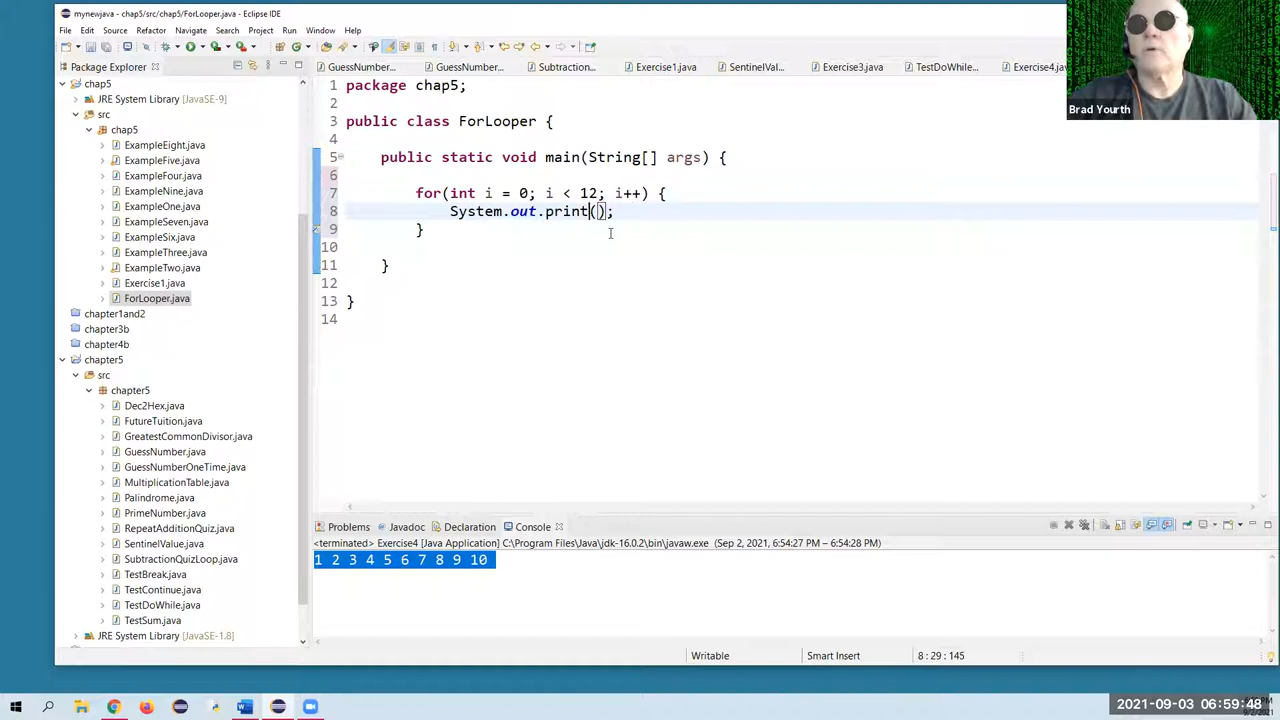 mynewjava - chap5/src/chap5/ForLooper.java - Eclipse IDE
File Edit Source Refactor Navigate Search Project Run Window Help
Package Explorer
GuessNumber...
GuessNumber...
Subtraction...
Exercise1.java
SentinelVal...
Exercise3.java
TestDoWhile...
Exercise4.java
Brad Yourth
chap5
JRE System Library [JavaSE-9]
src
chap5
ExampleEight.java
ExampleFive.java
ExampleFour.java
ExampleNine.java
ExampleOne.java
ExampleSeven.java
ExampleSix.java
ExampleThree.java
ExampleTwo.java
Exercise1.java
ForLooper.java
chapter1and2
chapter3b
chapter4b
chapter5
src
chapter5
Dec2Hex.java
FutureTuition.java
GreatestCommonDivisor.java
GuessNumber.java
GuessNumberOneTime.java
MultiplicationTable.java
Palindrome.java
PrimeNumber.java
RepeatAdditionQuiz.java
SentinelValue.java
SubtractionQuizLoop.java
TestBreak.java
TestContinue.java
TestDoWhile.java
TestSum.java
JRE System Library [JavaSE-1.8]
1 package chap5;
2
3 public class ForLooper {
4
5 public static void main(String[] args) {
6
7 for(int i = 0; i < 12; i++) {
8 System.out.print();
9 }
10
11 }
12
13 }
14
Problems Javadoc Declaration Console
<terminated> Exercise4 [Java Application] C:\Program Files\Java\jdk-16.0.2\bin\javaw.exe (Sep 2, 2021, 6:54:27 PM – 6:54:28 PM)
1 2 3 4 5 6 7 8 9 10
Writable Smart Insert 8 : 29 : 145
2021-09-03 06:59:48
9/2/2021